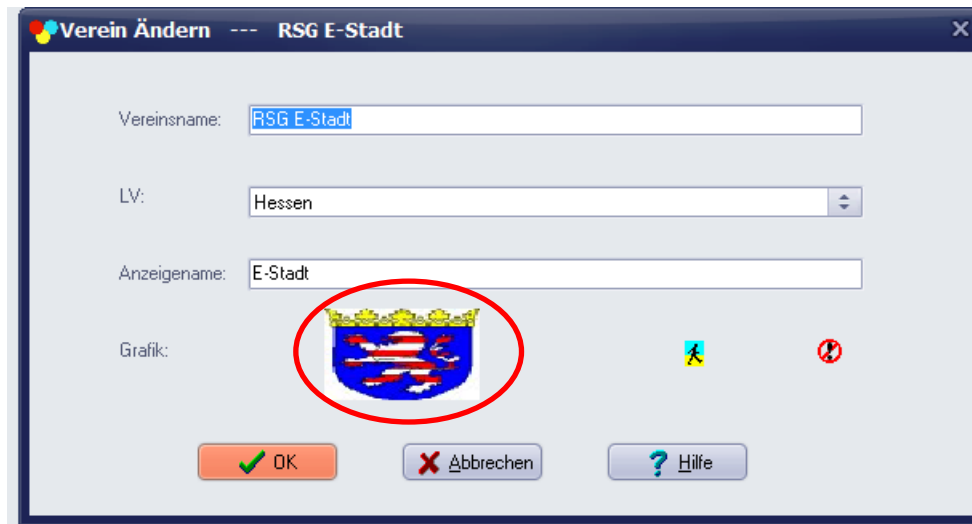 Verein Ändern --- RSG E-Stadt
Vereinsname: RSG E-Stadt
LV: Hessen
Anzeigename: E-Stadt
Grafik:
OK Abbrechen Hilfe